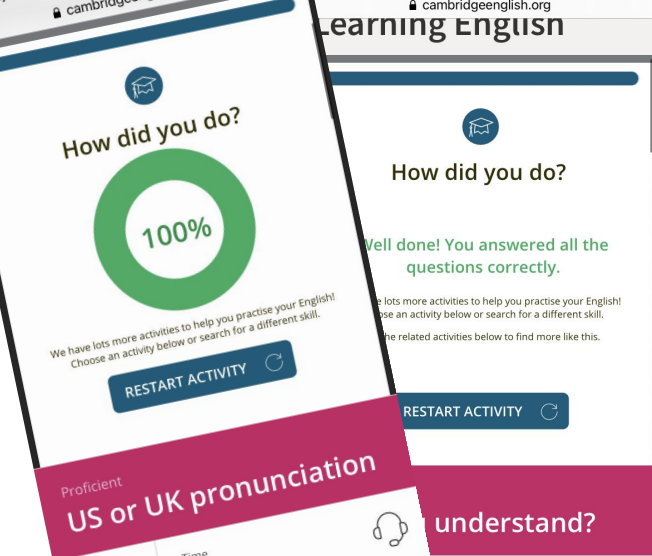 cambridgeenglish.org
Learning English
How did you do?
100%
We have lots more activities to help you practise your English!
Choose an activity below or search for a different skill.
RESTART ACTIVITY
Proficient
US or UK pronunciation
Time
How did you do?
Well done! You answered all the
questions correctly.
lots more activities to help you practise your English!
an activity below or search for a different skill.
related activities below to find more like this.
RESTART ACTIVITY
understand?